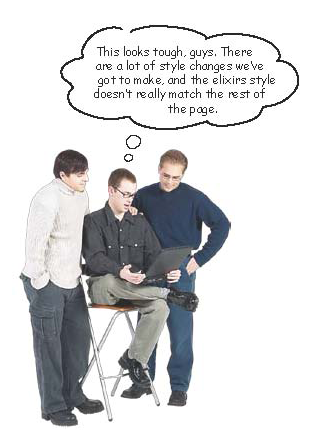 This looks tough, guys. There
are a lot of style changes we've
got to make, and the elixirs style
doesn't really match the rest of
the page.